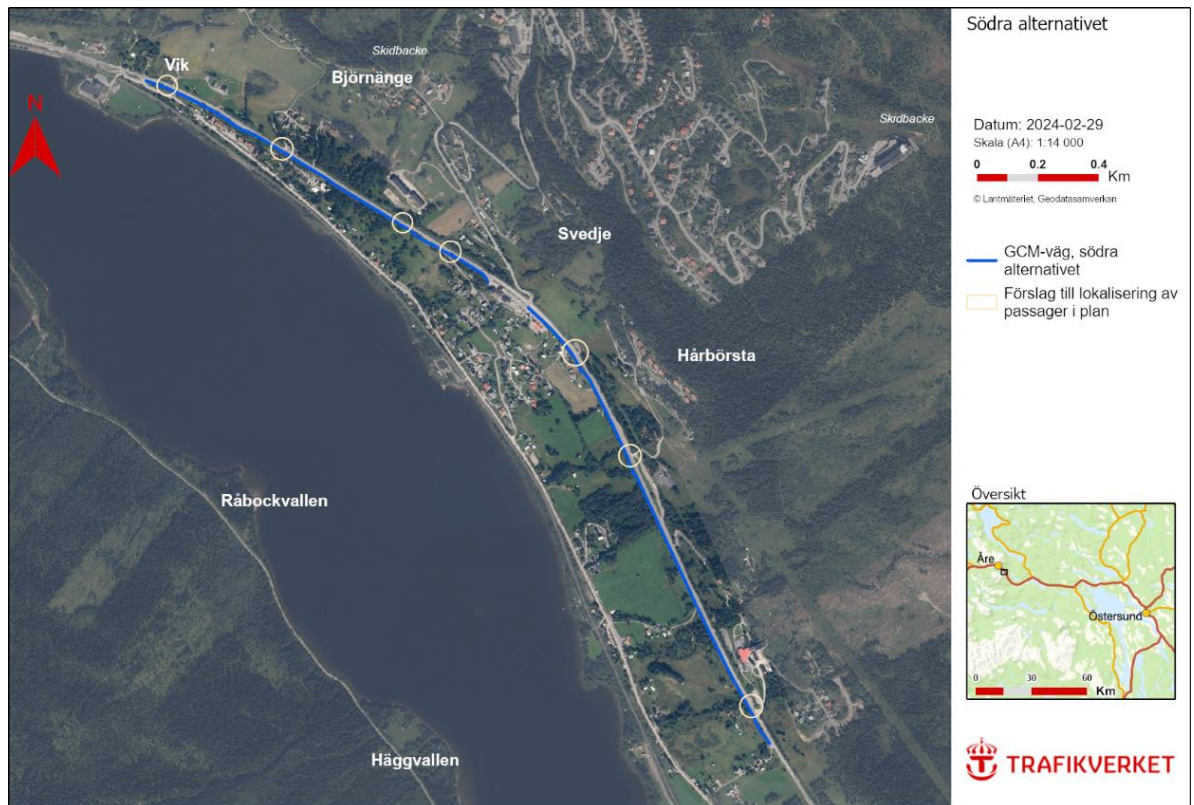 Skidbacke
Vik
Björnänge
Skidbacke
N
Svedje
Hårbörsta
Råbockvallen
Häggvallen
Södra alternativet
Datum: 2024-02-29
Skala (A4): 1:14 000
0 0.2 0.4
Km
© Lantmäteriet, Geodatasamverkan
GCM-väg, södra
alternativet
Förslag till lokalisering av
passager i plan
Översikt
Åre
Östersund
0 30 60
Km
TRAFIKVERKET